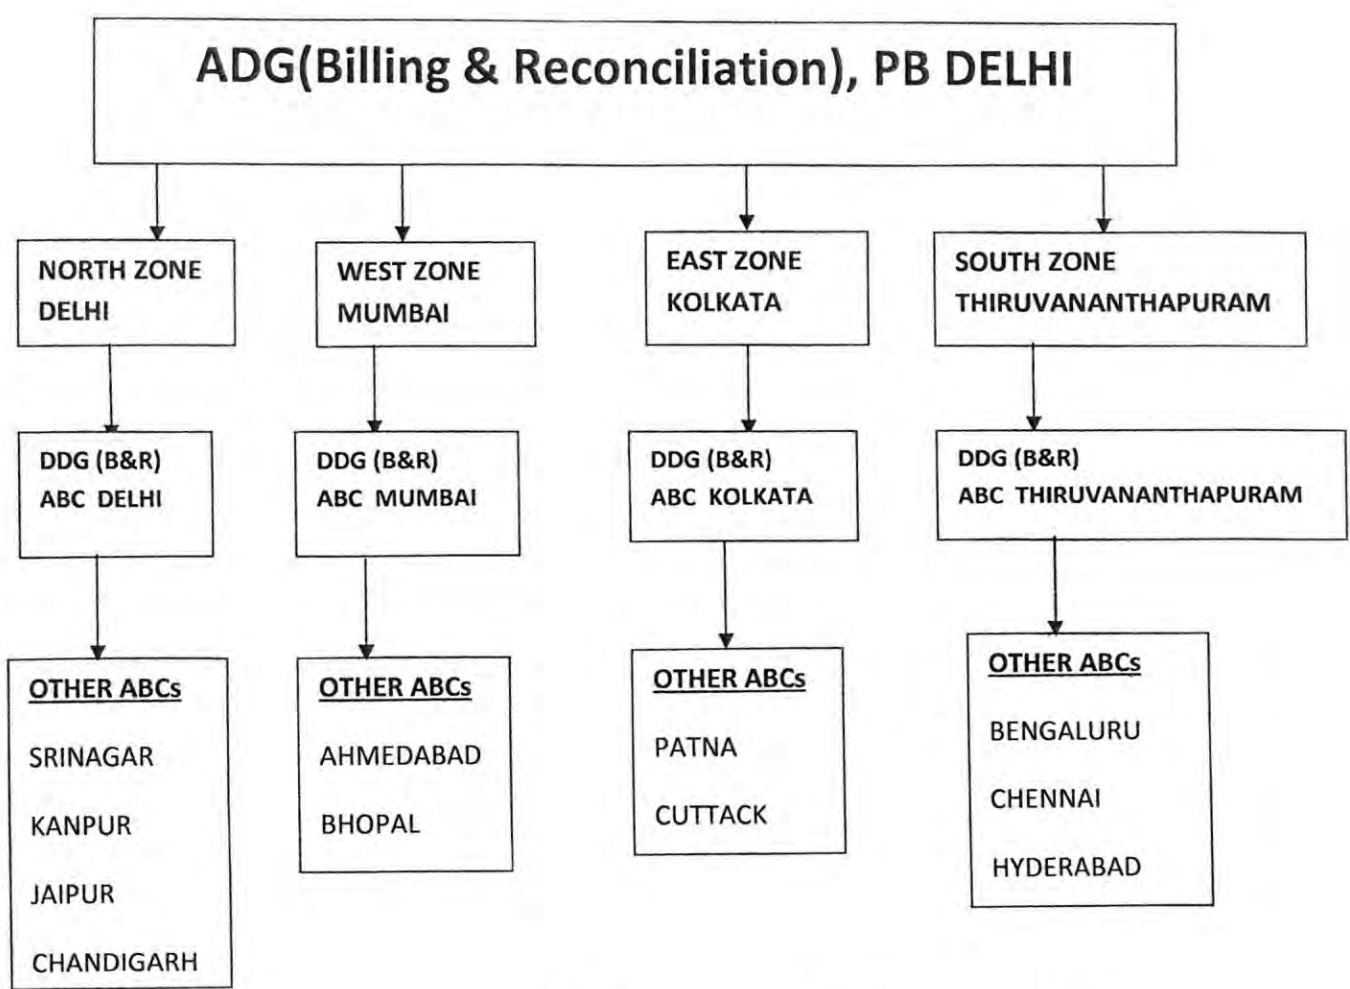 ADG(Billing & Reconciliation), PB DELHI
NORTH ZONE
DELHI
WEST ZONE
MUMBAI
EAST ZONE
KOLKATA
SOUTH ZONE
THIRUVANANTHAPURAM
DDG (B&R)
ABC DELHI
DDG (B&R)
ABC MUMBAI
DDG (B&R)
ABC KOLKATA
DDG (B&R)
ABC THIRUVANANTHAPURAM
OTHER ABCs
SRINAGAR
KANPUR
JAIPUR
CHANDIGARH
OTHER ABCs
AHMEDABAD
BHOPAL
OTHER ABCs
PATNA
CUTTACK
OTHER ABCs
BENGALURU
CHENNAI
HYDERABAD